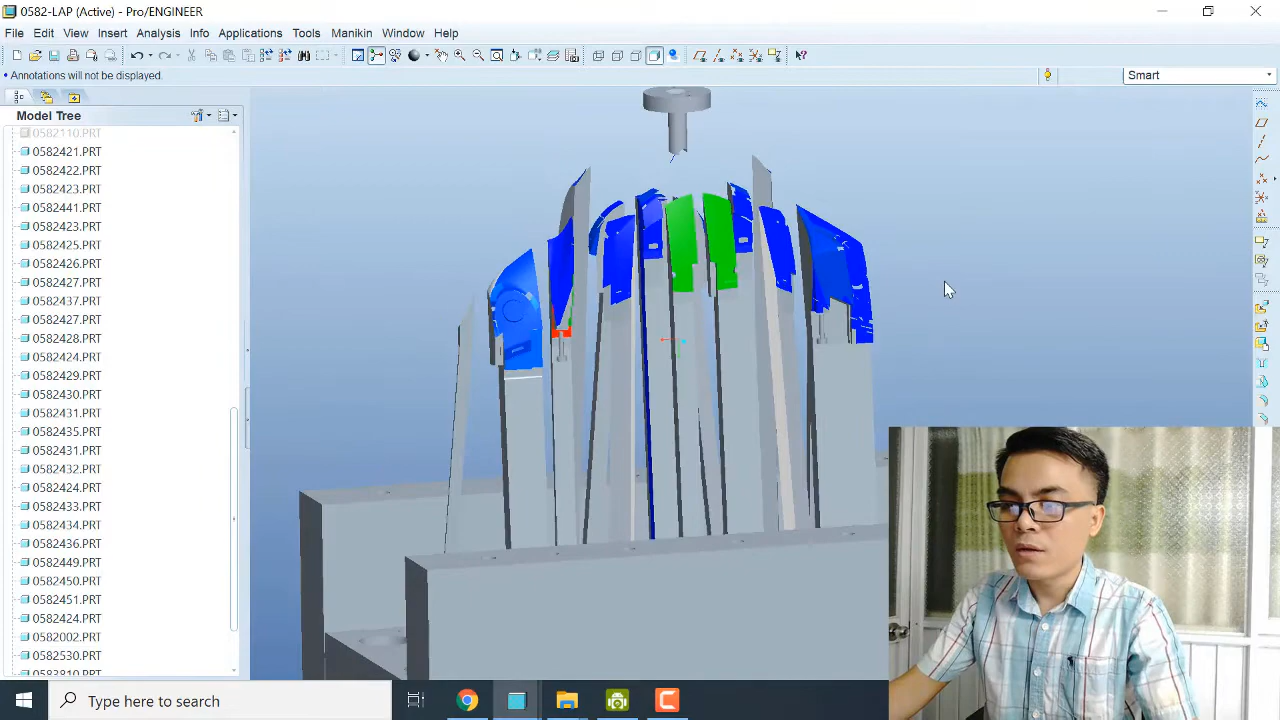 0582-LAP (Active) - Pro/ENGINEER
File Edit View Insert Analysis Info Applications Tools Manikin Window Help
Annotations will not be displayed.
Smart
Model Tree
0582110.PRT
0582421.PRT
0582422.PRT
0582423.PRT
0582441.PRT
0582423.PRT
0582425.PRT
0582426.PRT
0582427.PRT
0582437.PRT
0582427.PRT
0582428.PRT
0582424.PRT
0582429.PRT
0582430.PRT
0582431.PRT
0582435.PRT
0582431.PRT
0582432.PRT
0582424.PRT
0582433.PRT
0582434.PRT
0582436.PRT
0582449.PRT
0582450.PRT
0582451.PRT
0582424.PRT
0582002.PRT
0582530.PRT
0583810.PRT
Type here to search